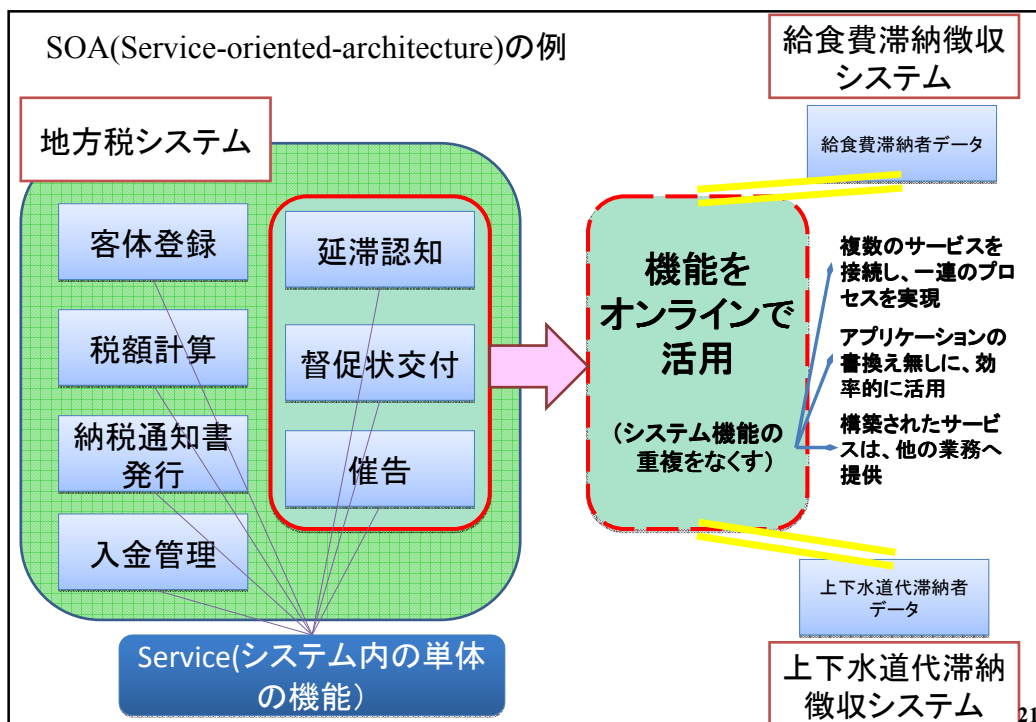 SOA(Service-oriented-architecture)の例
給食費滞納徴収
システム
地方税システム
給食費滞納者データ
客体登録
税額計算
納税通知書
発行
入金管理
延滞認知
督促状交付
催告
機能を
オンラインで
活用
(システム機能の
重複をなくす)
複数のサービスを
接続し、一連のプロ
セスを実現
アプリケーションの
書換え無しに、効
率的に活用
構築されたサービ
スは、他の業務へ
提供
上下水道代滞納者
データ
Service(システム内の単体
の機能)
上下水道代滞納
徴収システム
21